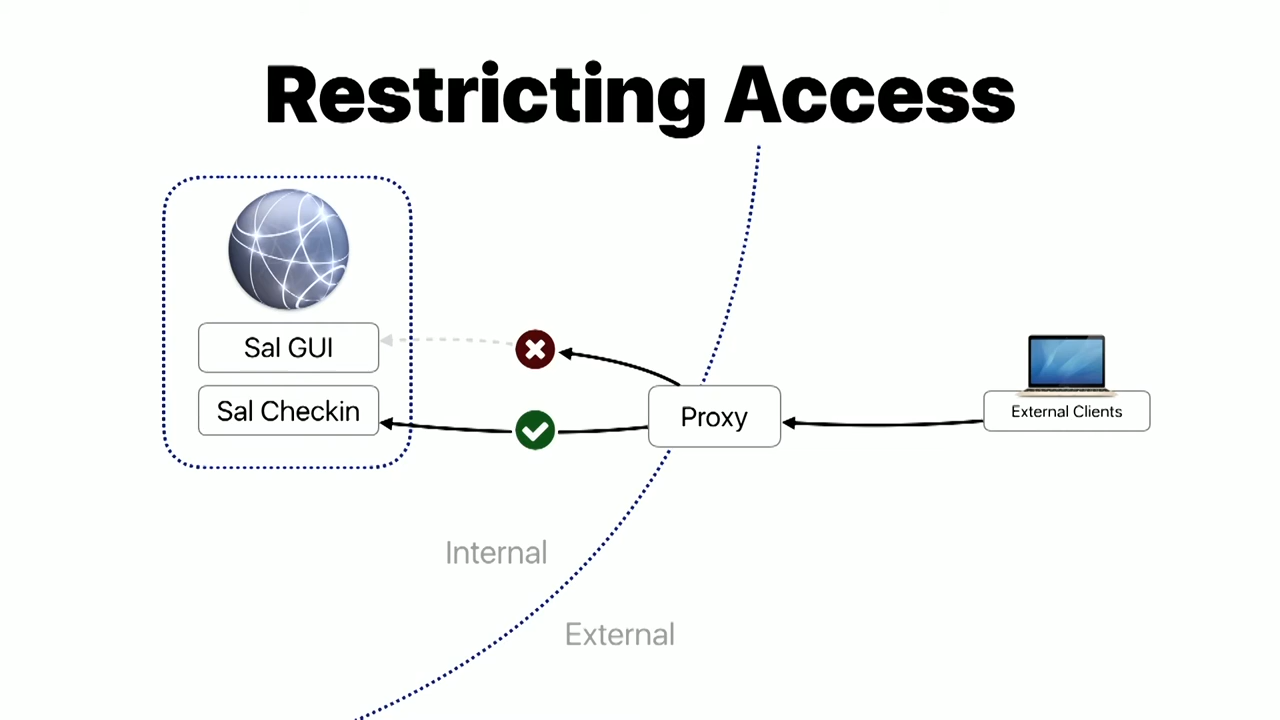 Restricting Access
Sal GUI
Sal Checkin
Proxy
External Clients
Internal
External